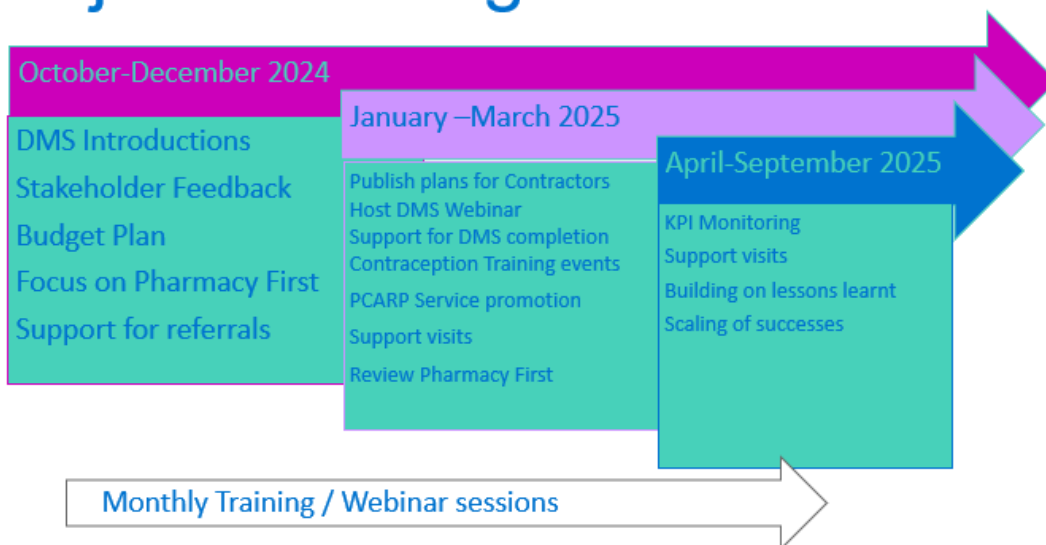 October-December 2024
DMS Introductions
Stakeholder Feedback
Budget Plan
Focus on Pharmacy First
Support for referrals
January –March 2025
Publish plans for Contractors
Host DMS Webinar
Support for DMS completion
Contraception Training events
PCARP Service promotion
Support visits
Review Pharmacy First
April-September 2025
KPI Monitoring
Support visits
Building on lessons learnt
Scaling of successes
Monthly Training / Webinar sessions